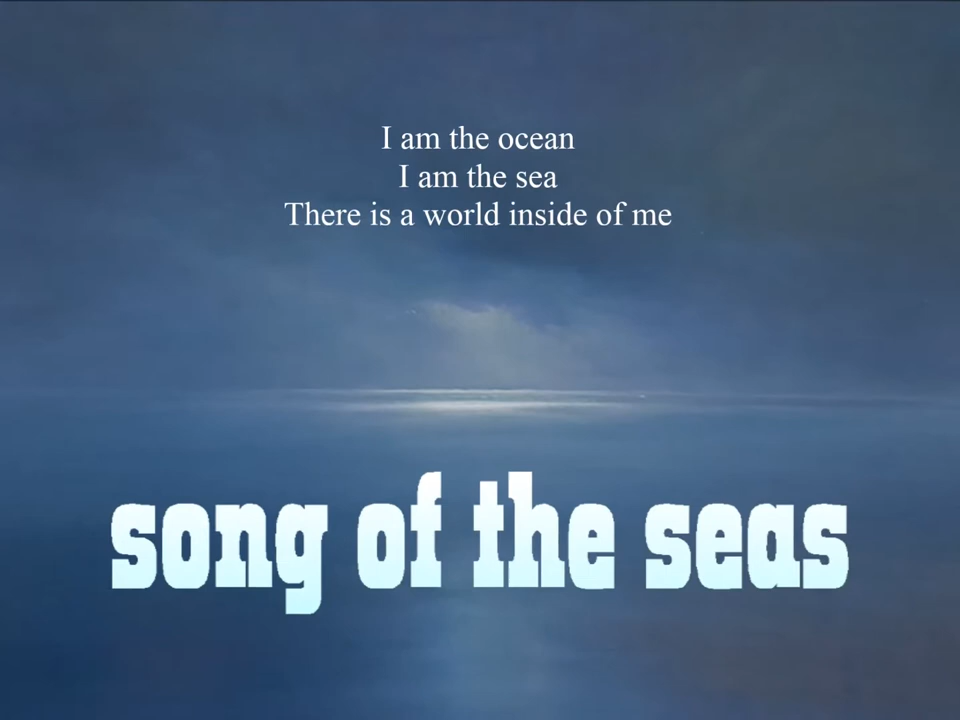 I am the ocean
I am the sea
There is a world inside of me
song of the seas